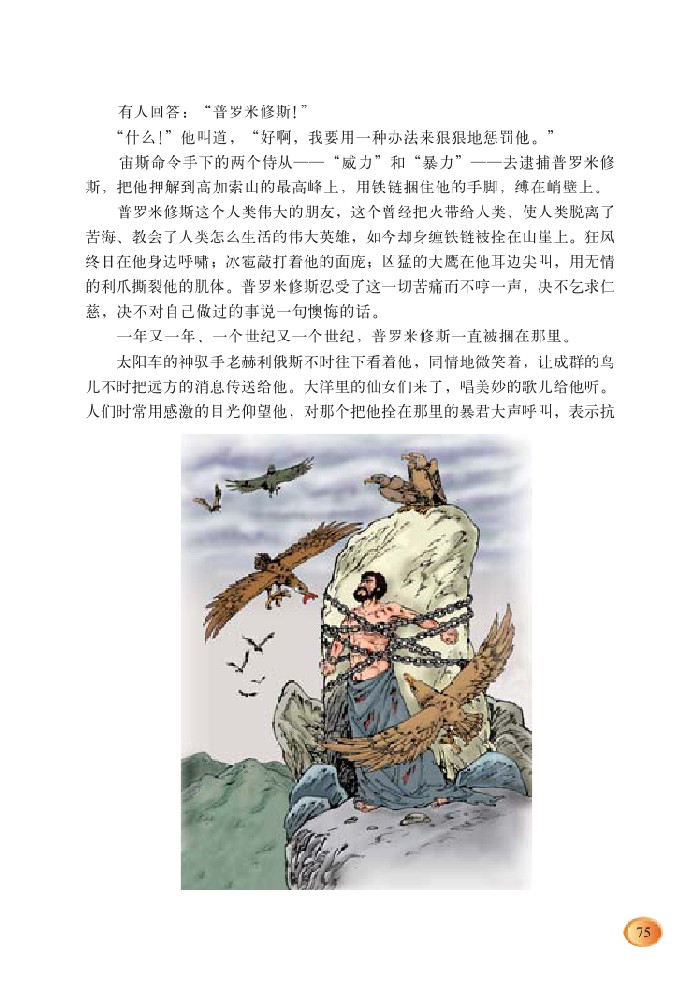 有人回答：“普罗米修斯！”
“什么！”他叫道，“好啊，我要用一种办法来狠狠地惩罚他。”
宙斯命令手下的两个侍从——“威力”和“暴力”——去逮捕普罗米修
斯，把他押解到高加索山的最高峰上，用铁链捆住他的手脚，缚在峭壁上。
普罗米修斯这个人类伟大的朋友，这个曾经把火带给人类、使人类脱离了
苦海、教会了人类怎么生活的伟大英雄，如今却身缠铁链被拴在山崖上。狂风
终日在他身边呼啸；冰雹敲打着他的面庞；凶猛的大鹰在他耳边尖叫，用无情
的利爪撕裂他的肌体。普罗米修斯忍受了这一切苦痛而不哼一声，决不乞求仁
慈，决不对自己做过的事说一句懊悔的话。
一年又一年、一个世纪又一个世纪，普罗米修斯一直被捆在那里。
太阳车的神驭手老赫利俄斯不时往下看着他，同情地微笑着，让成群的鸟
儿不时把远方的消息传送给他。大洋里的仙女们来了，唱美妙的歌儿给他听。
人们时常用感激的目光仰望他，对那个把他拴在那里的暴君大声呼叫，表示抗
75